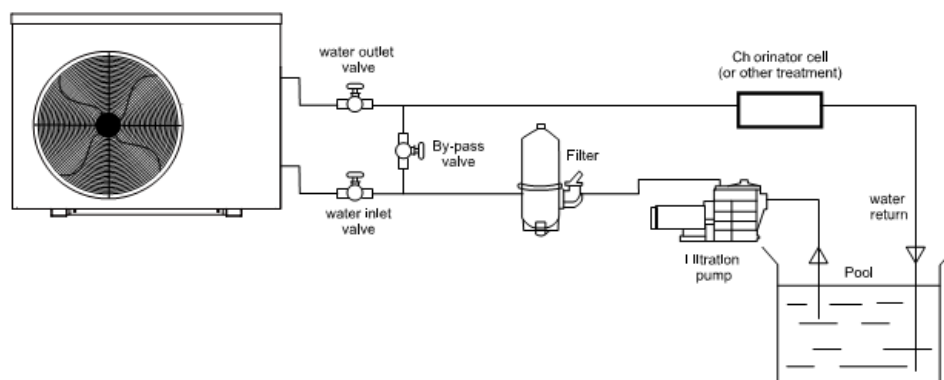 water outlet
valve
Ch orinator cell
(or other treatment)
By-pass
valve
Filter
water inlet
valve
water
return
I iltration
pump
Pool